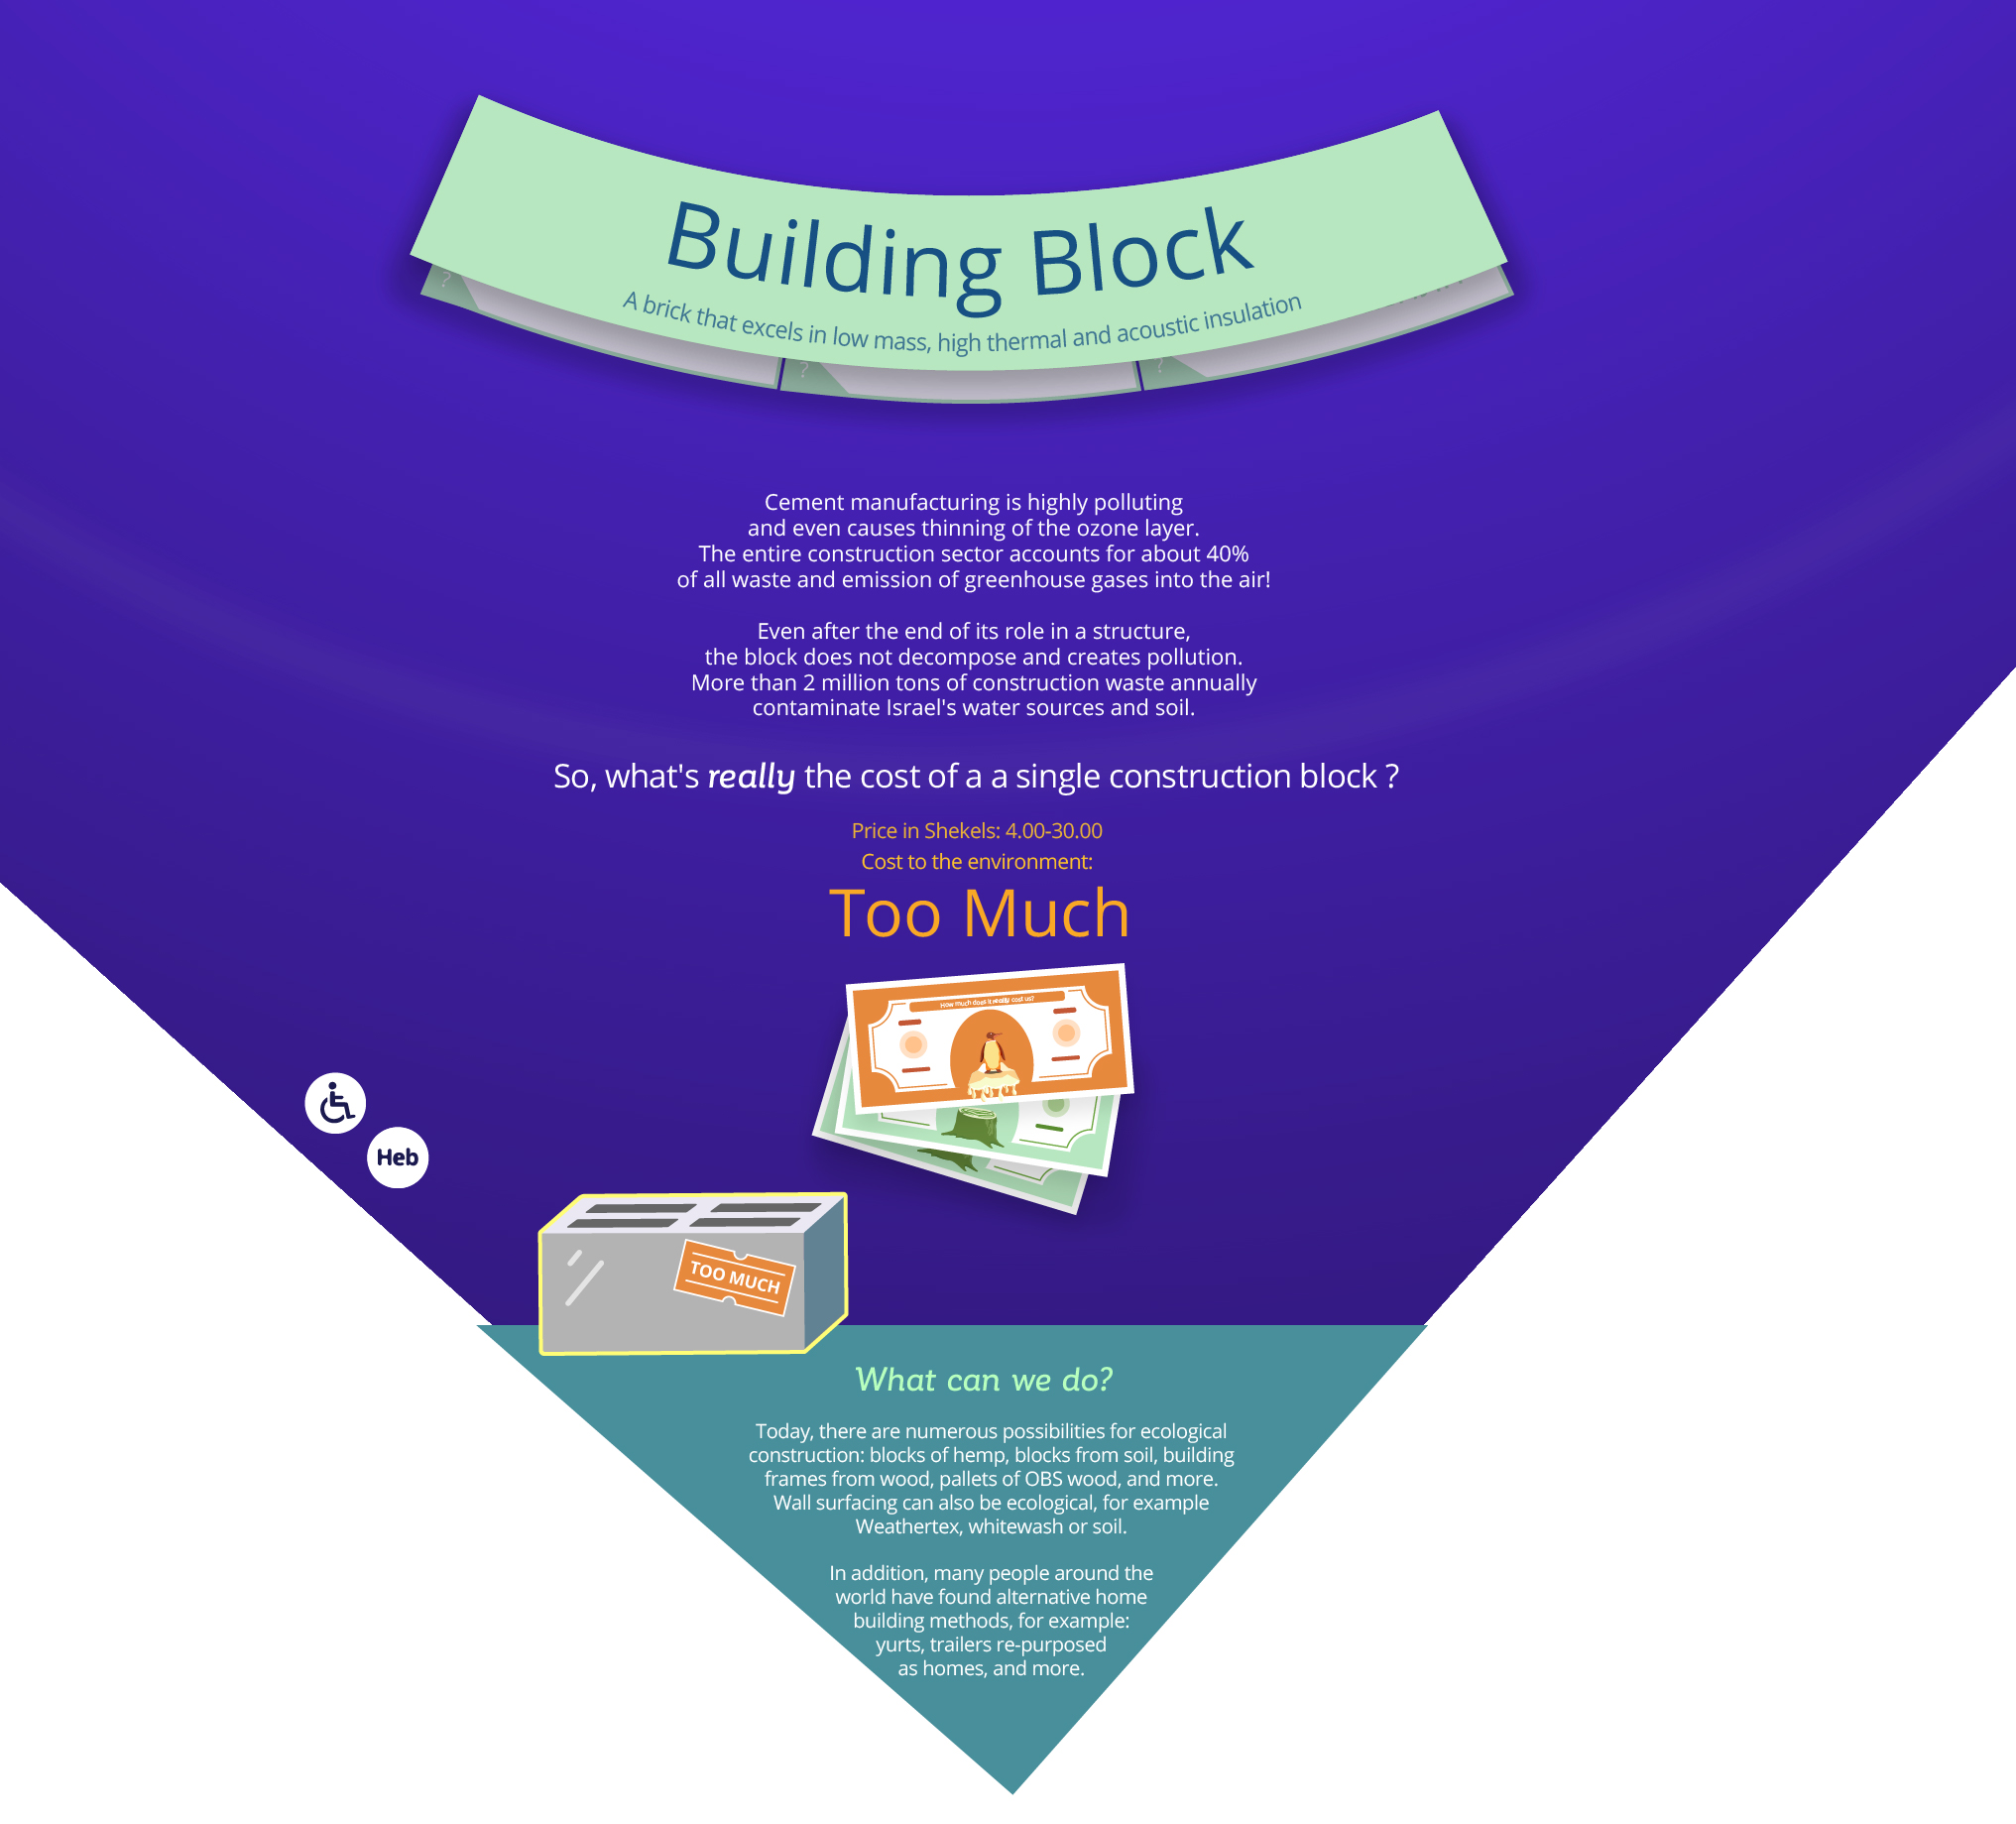 Building Block
A brick that excels in low mass, high thermal and acoustic insulation
?
?
?
Cement manufacturing is highly polluting
and even causes thinning of the ozone layer.
The entire construction sector accounts for about 40%
of all waste and emission of greenhouse gases into the air!
Even after the end of its role in a structure,
the block does not decompose and creates pollution.
More than 2 million tons of construction waste annually
contaminate Israel's water sources and soil.
So, what's really the cost of a a single construction block ?
Price in Shekels: 4.00-30.00
Cost to the environment:
Too Much
How much does it really cost us?
Heb
TOO MUCH
What can we do?
Today, there are numerous possibilities for ecological
construction: blocks of hemp, blocks from soil, building
frames from wood, pallets of OBS wood, and more.
Wall surfacing can also be ecological, for example
Weathertex, whitewash or soil.
In addition, many people around the
world have found alternative home
building methods, for example:
yurts, trailers re-purposed
as homes, and more.